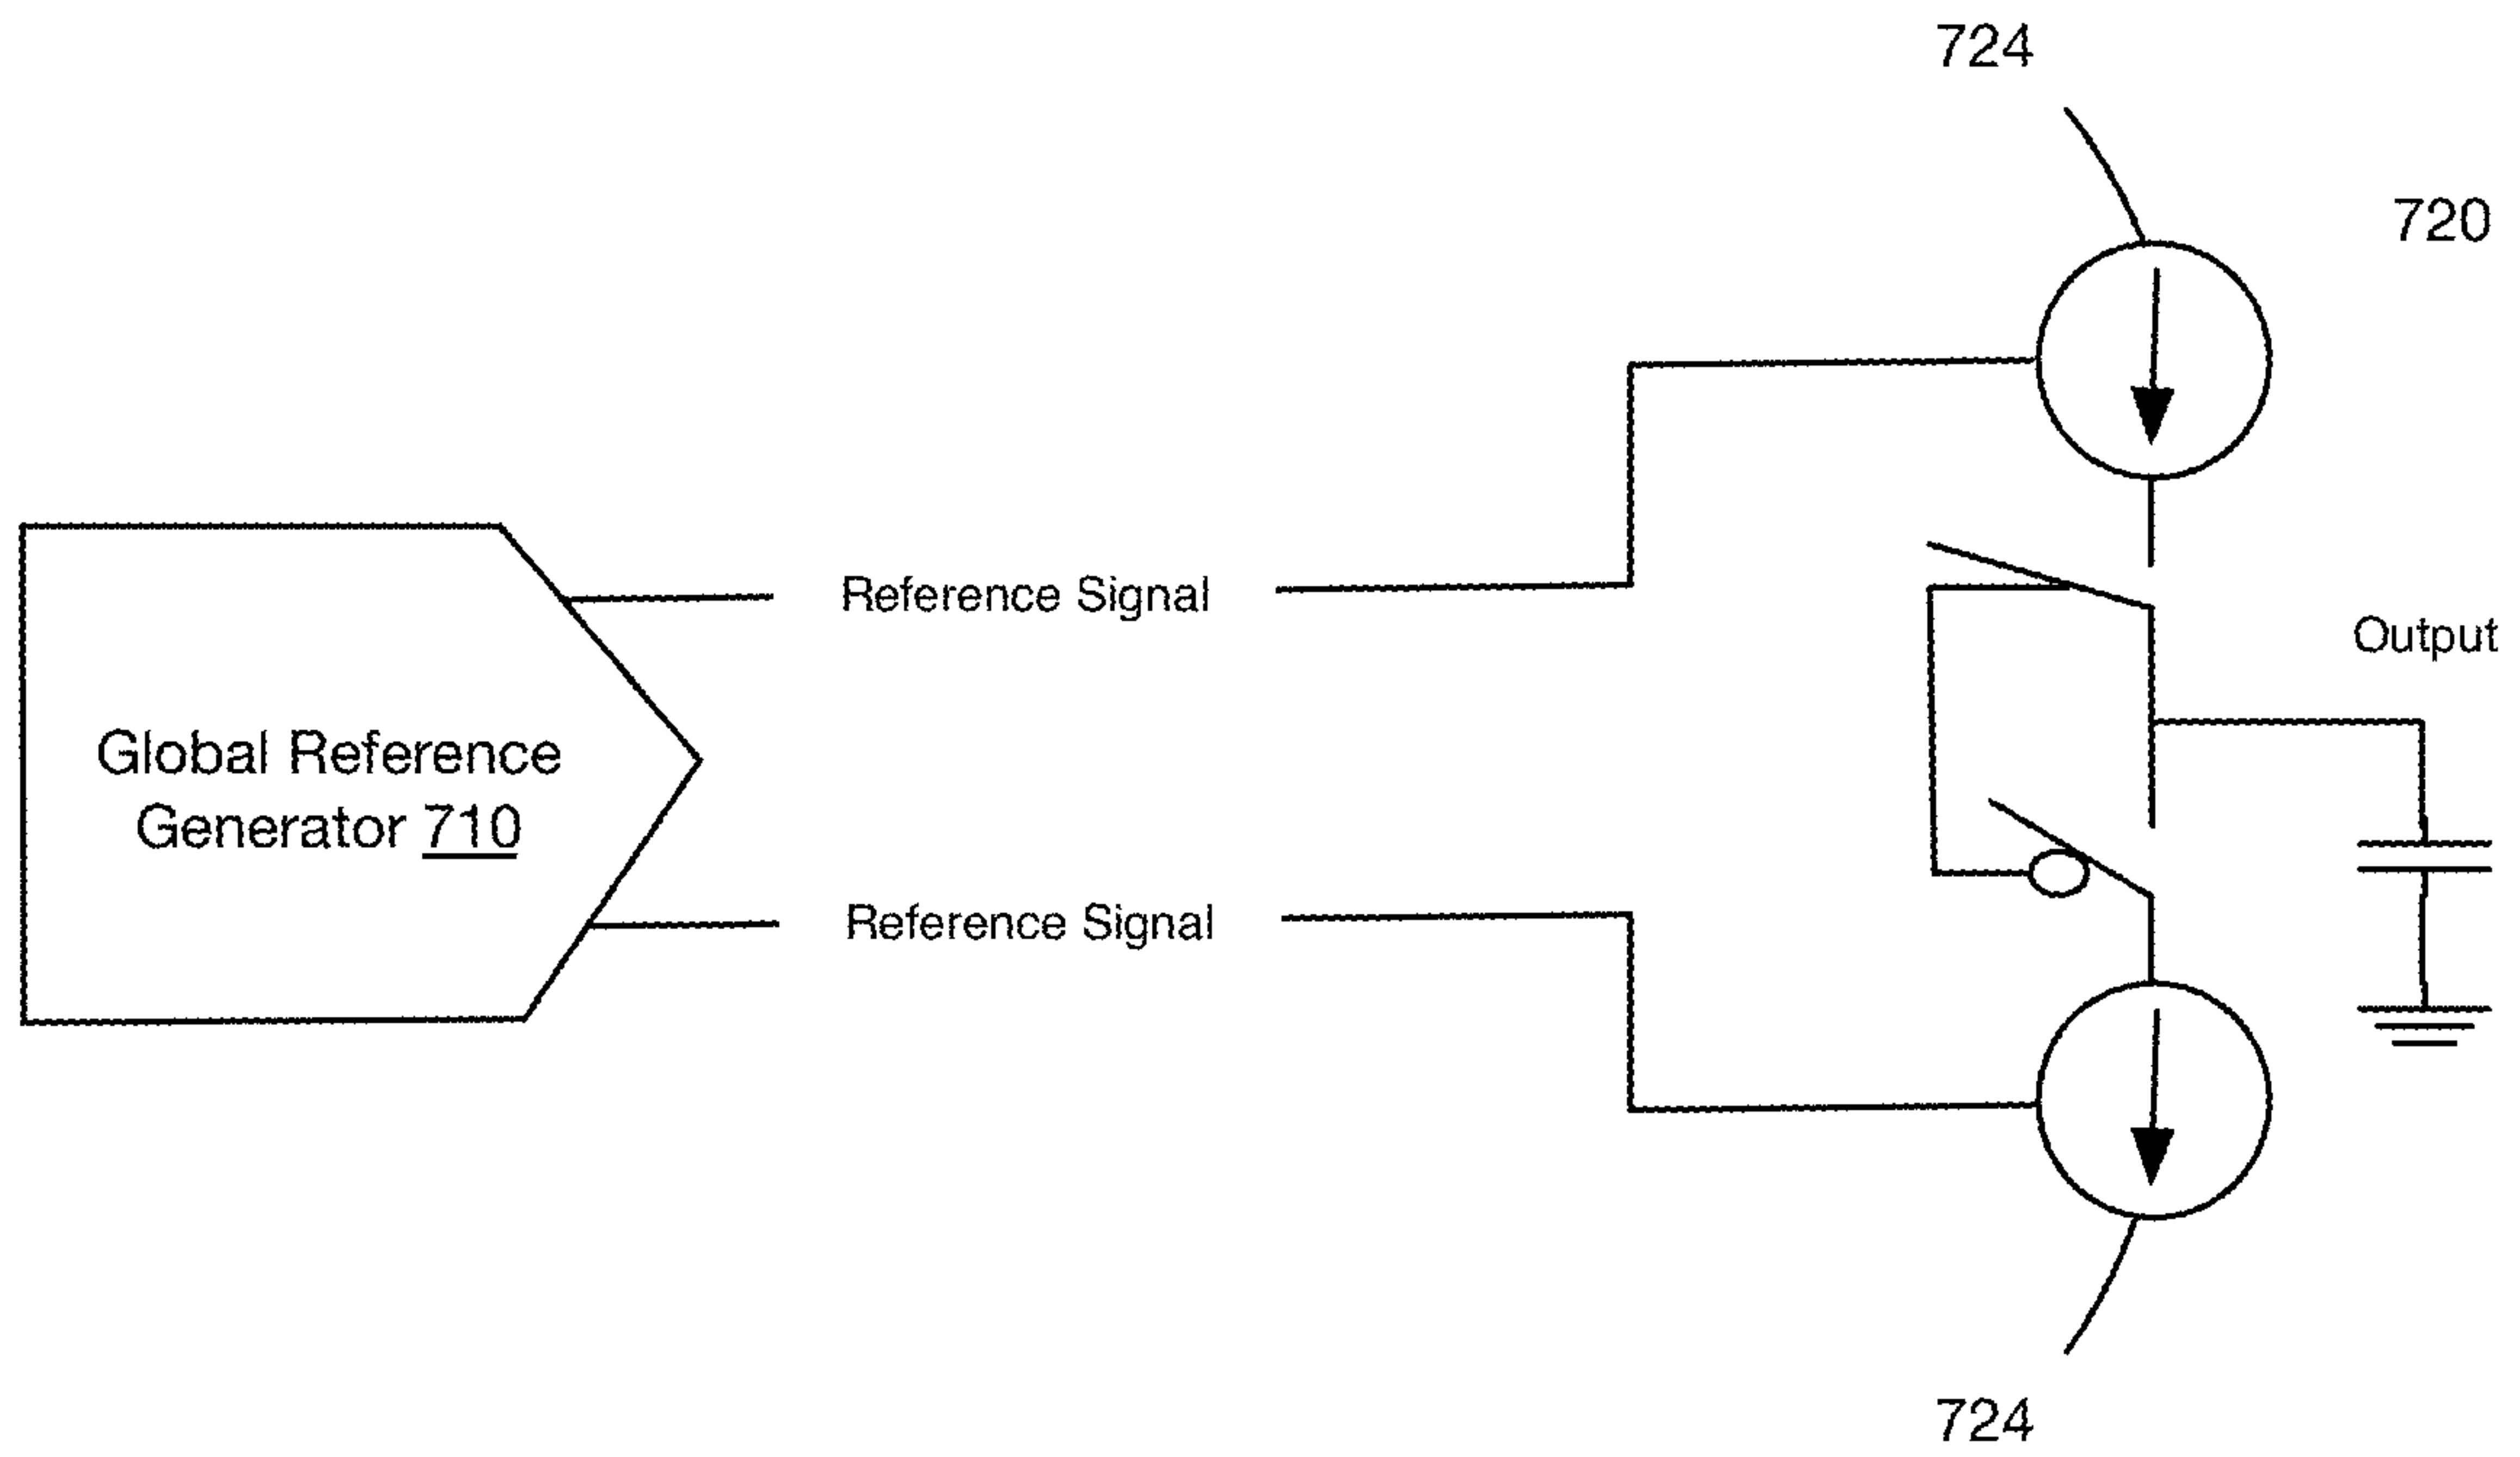 724
720
Reference Signal
Output
Global Reference
Generator 710
Reference Signal
724